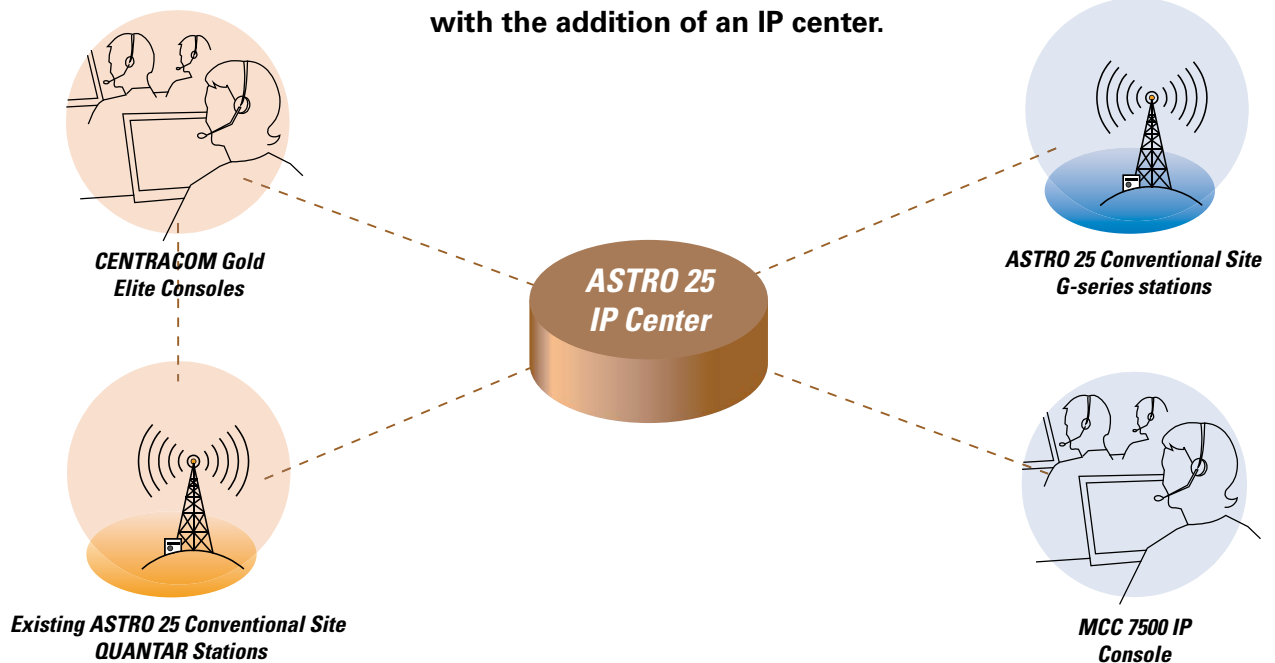 with the addition of an IP center.
CENTRACOM Gold
Elite Consoles
ASTRO 25
IP Center
ASTRO 25 Conventional Site
G-series stations
Existing ASTRO 25 Conventional Site
QUANTAR Stations
MCC 7500 IP
Console